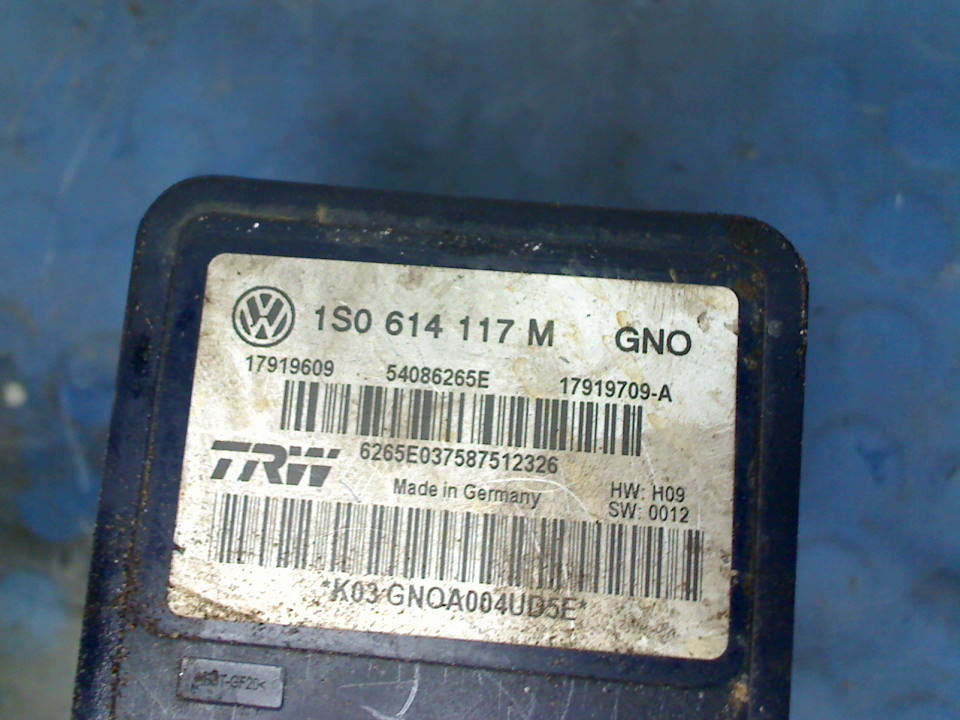 1S0 614 117 M GNO
17919609 54086265E 17919709-A
6265E037587512326
TRW
Made in Germany
HW: H09
SW: 0012
*K03 GNOA004UD5E*